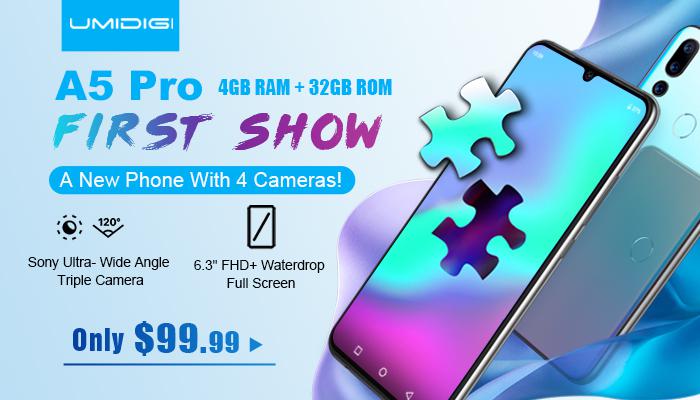 UMIDIGI
A5 Pro 4GB RAM + 32GB ROM
FIRST SHOW
A New Phone With 4 Cameras!
120°
Sony Ultra- Wide Angle
Triple Camera
6.3" FHD+ Waterdrop
Full Screen
Only $99.99